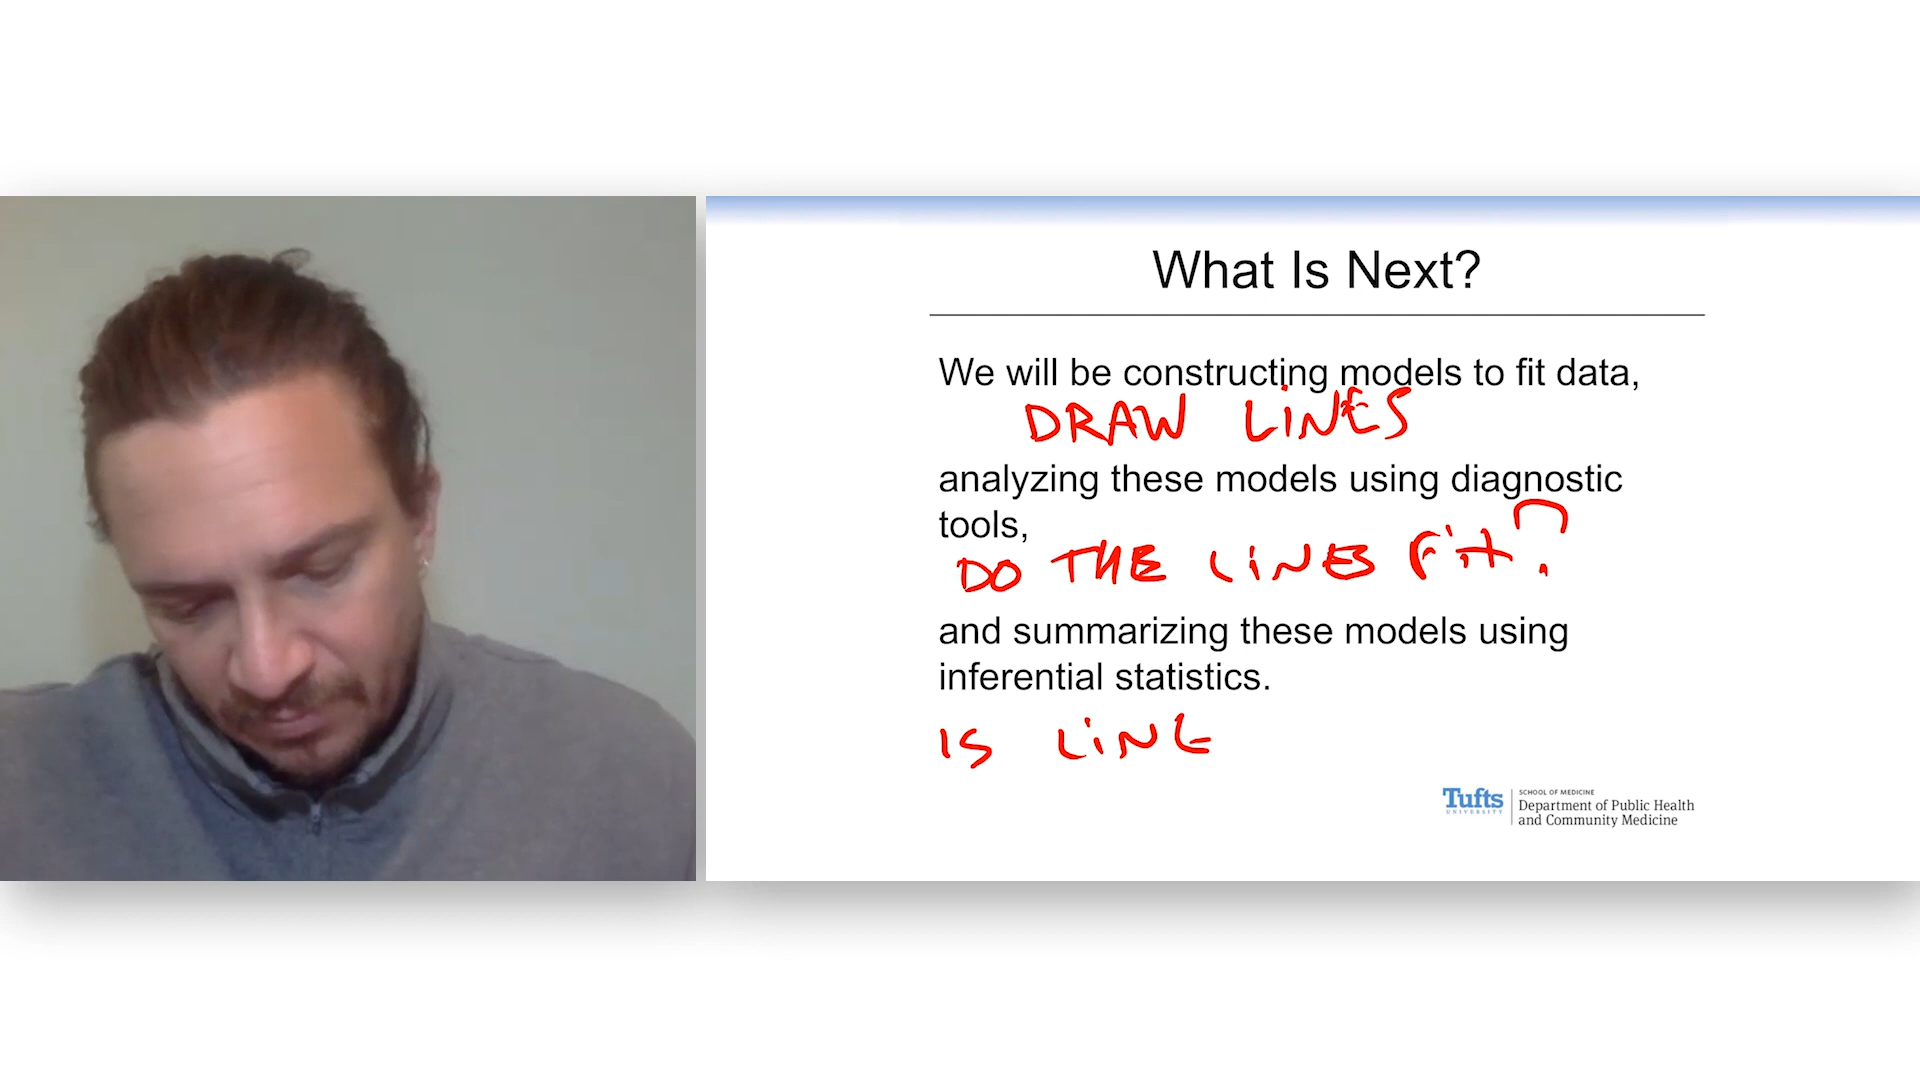 What Is Next?
We will be constructing models to fit data,
DRAW LINES
analyzing these models using diagnostic
tools,
DO THE LINES Fit?
and summarizing these models using
inferential statistics.
IS LINE
Tufts
UNIVERSITY
SCHOOL OF MEDICINE
Department of Public Health
and Community Medicine